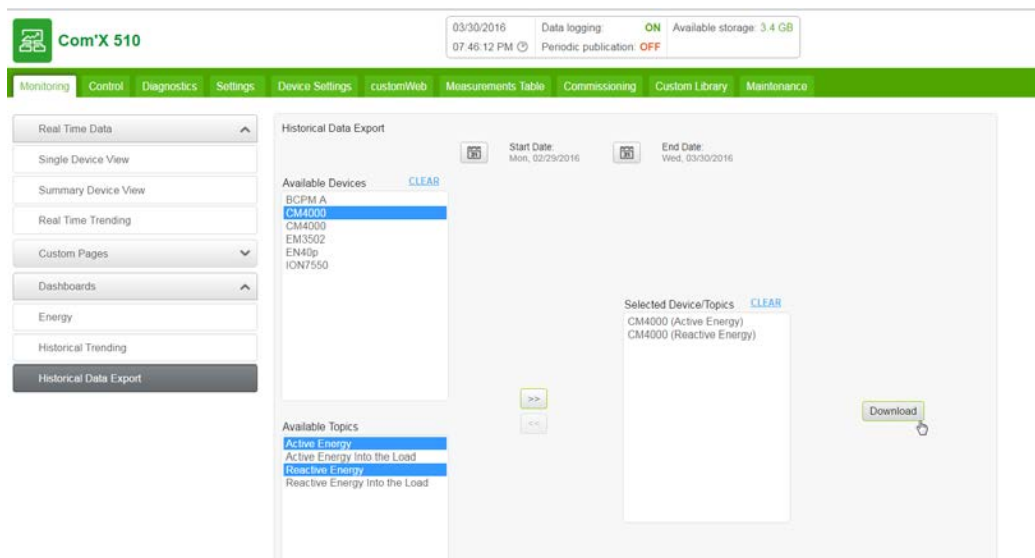 Com'X 510
03/30/2016 Data logging: ON Available storage: 3.4 GB
07:46:12 PM Periodic publication: OFF
Monitoring Control Diagnostics Settings Device Settings customWeb Measurements Table Commissioning Custom Library Maintenance
Real Time Data
Single Device View
Summary Device View
Real Time Trending
Custom Pages
Dashboards
Energy
Historical Trending
Historical Data Export
Historical Data Export
Start Date:
Mon, 02/29/2016
End Date:
Wed, 03/30/2016
Available Devices CLEAR
BCPM A
CM4000
CM4000
EM3502
EN40p
ION7550
Available Topics
Active Energy
Active Energy Into the Load
Reactive Energy
Reactive Energy Into the Load
>>
<<
Selected Device/Topics CLEAR
CM4000 (Active Energy)
CM4000 (Reactive Energy)
Download